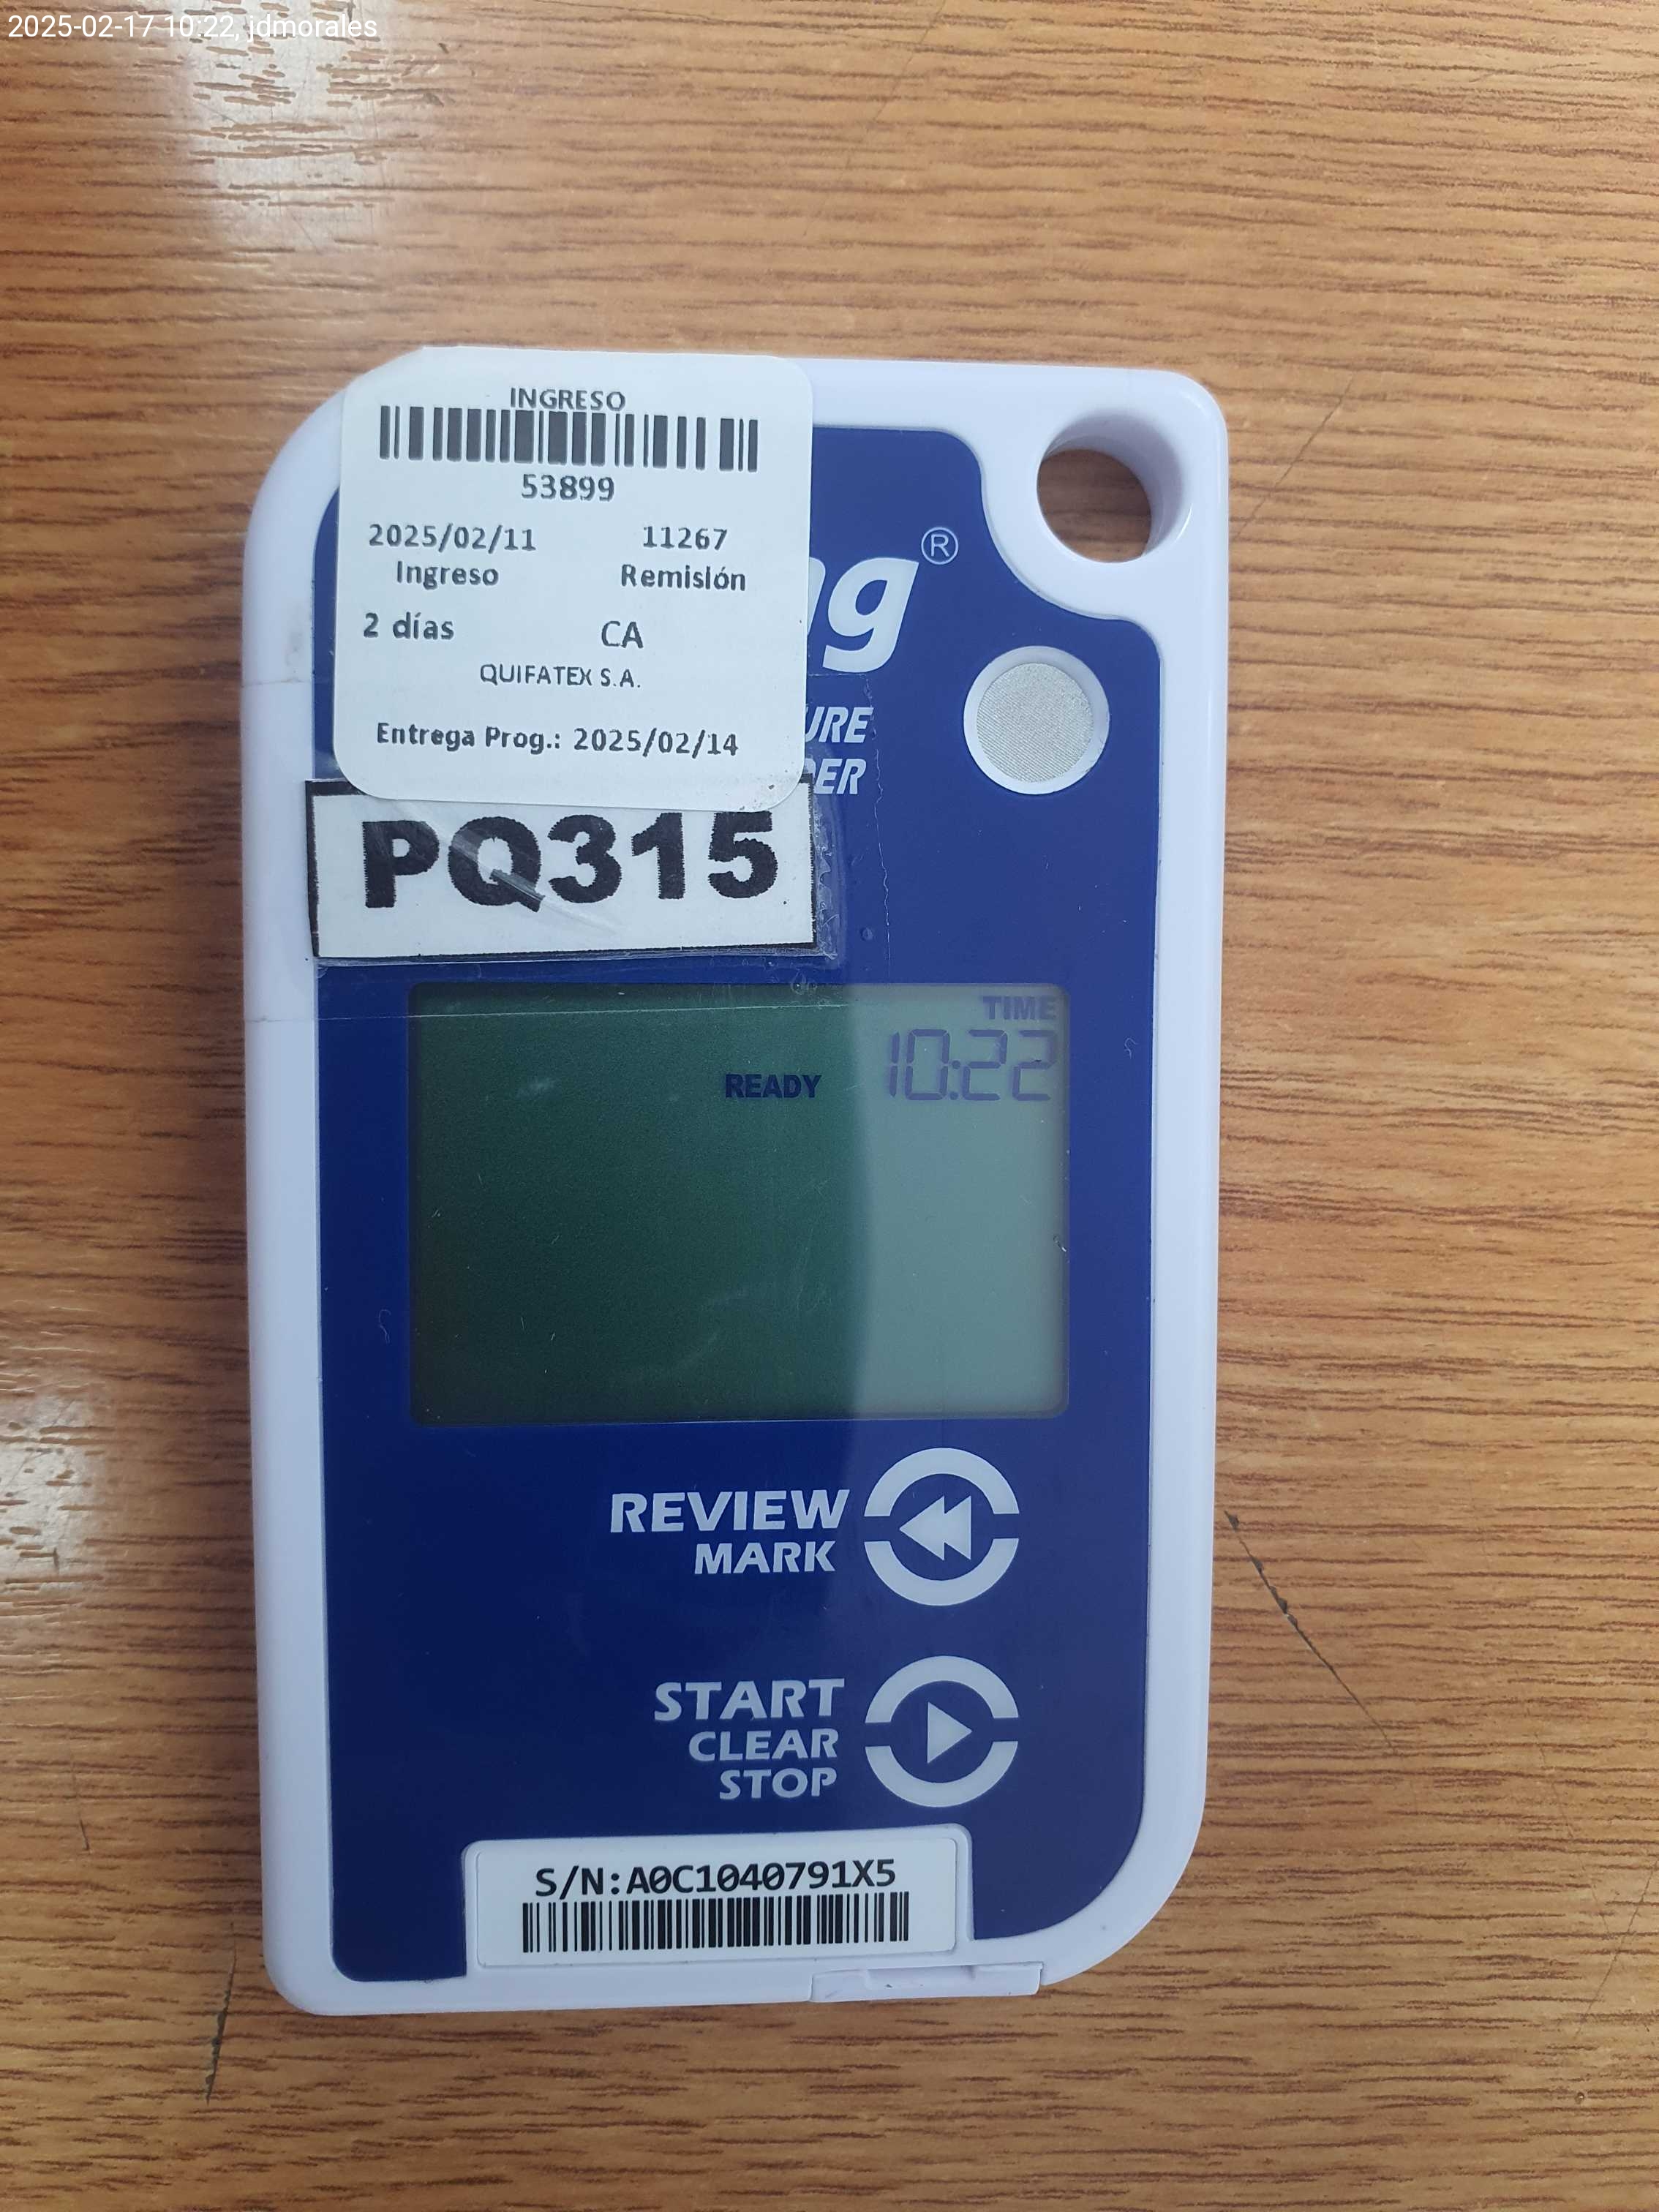 2025-02-17 10:22, jdmorales
INGRESO
53899
2025/02/11 11267
Ingreso Remisión
2 días CA
QUIFATEX S.A.
Entrega Prog.: 2025/02/14
®
PQ315
TIME
10:22
READY
REVIEW
MARK
START
CLEAR
STOP
S/N:A0C1040791X5